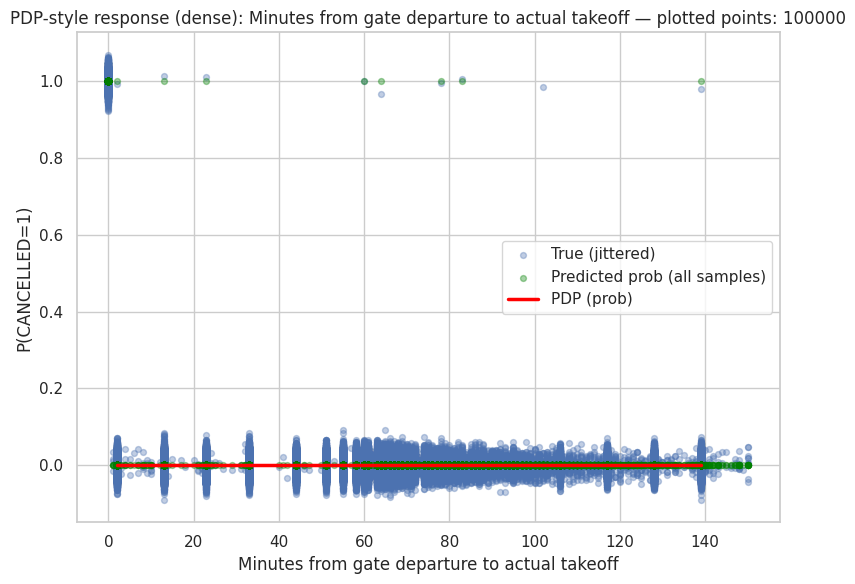 PDP-style response (dense): Minutes from gate departure to actual takeoff — plotted points: 100000
P(CANCELLED=1)
1.0
0.8
0.6
0.4
0.2
0.0
True (jittered)
Predicted prob (all samples)
PDP (prob)
0 20 40 60 80 100 120 140
Minutes from gate departure to actual takeoff